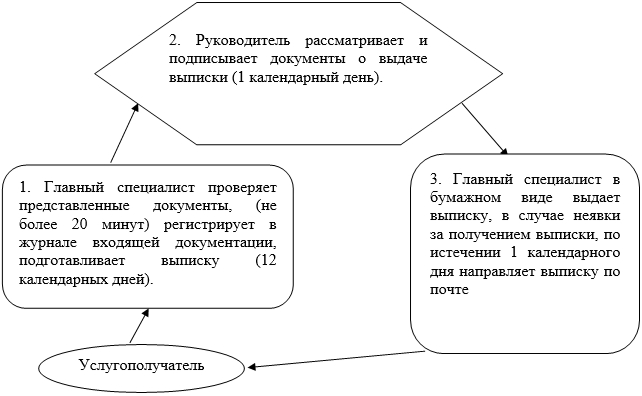 2. Руководитель рассматривает и
подписывает документы о выдаче
выписки (1 календарный день).
1. Главный специалист проверяет
представленные документы, (не
более 20 минут) регистрирует в
журнале входящей документации,
подготавливает выписку (12
календарных дней).
3. Главный специалист в
бумажном виде выдает
выписку, в случае неявки
за получением выписки, по
истечении 1 календарного
дня направляет выписку по
почте
Услугополучатель